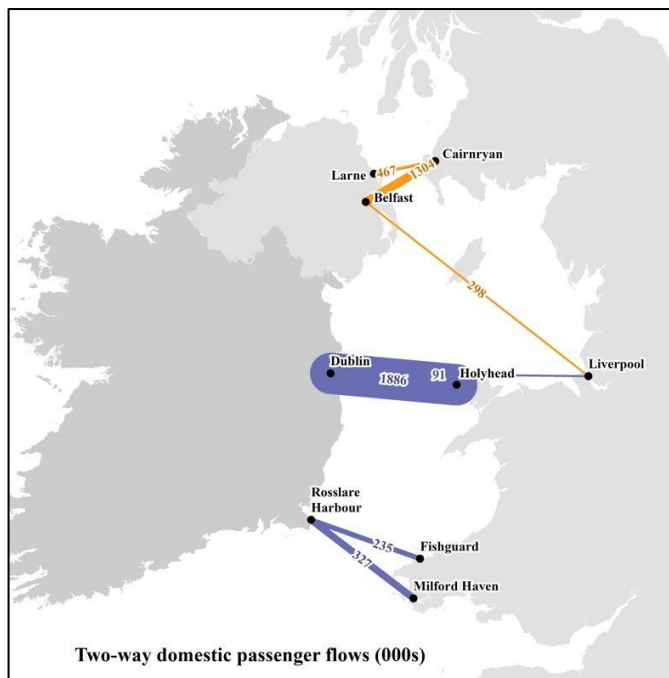 Cairnryan
467
1304
Larne
Belfast
298
Dublin
1886
91
Holyhead
Liverpool
Rosslare
Harbour
235
Fishguard
327
Milford Haven
Two-way domestic passenger flows (000s)